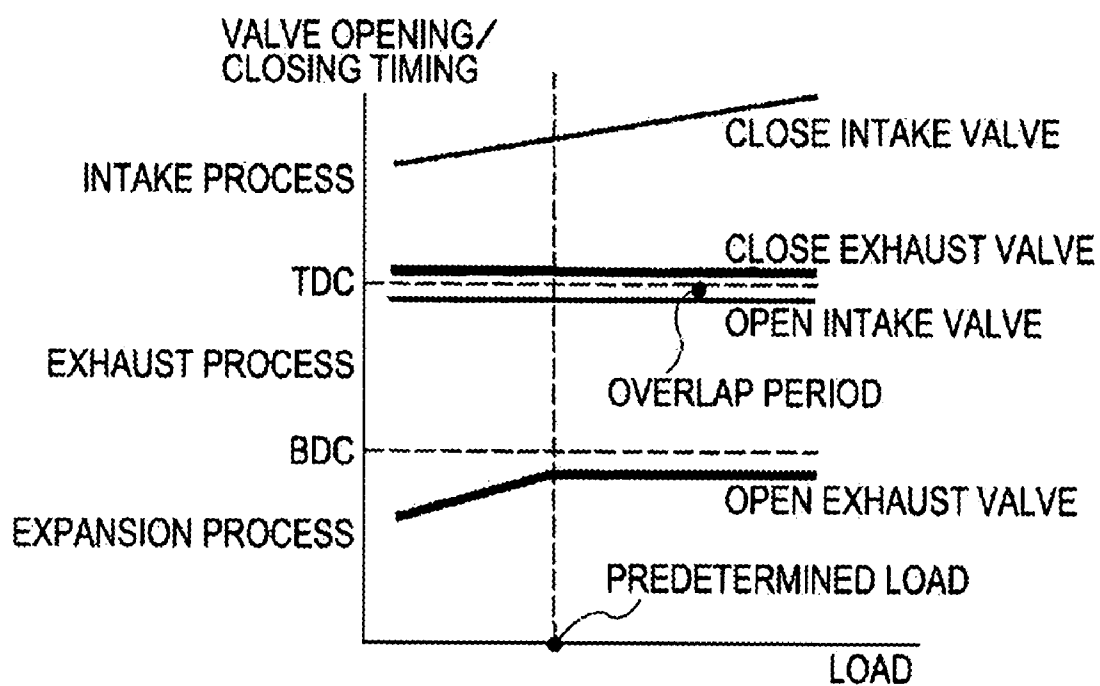 VALVE OPENING/
CLOSING TIMING
CLOSE INTAKE VALVE
INTAKE PROCESS
CLOSE EXHAUST VALVE
TDC
OPEN INTAKE VALVE
EXHAUST PROCESS
OVERLAP PERIOD
BDC
OPEN EXHAUST VALVE
EXPANSION PROCESS
PREDETERMINED LOAD
LOAD